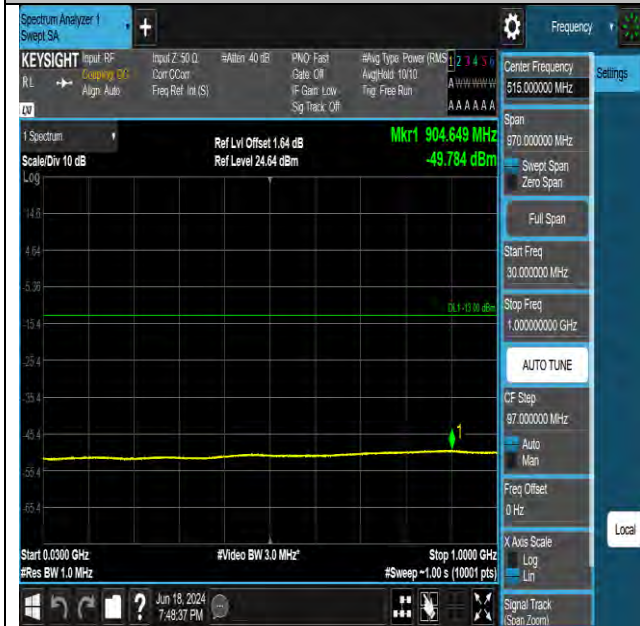 Spectrum Analyzer 1
Swept SA
Frequency
KEYSIGHT
Input: RF
Coupling: DC
Align: Auto
Input Z: 50 Ω
Corr CCorr
Freq Ref: Int (S)
#Atten: 40 dB
PNO: Fast
Gate: Off
IF Gain: Low
Sig Track: Off
#Avg Type: Power (RMS)
Avg|Hold: 10/10
Trig: Free Run
1 2 3 4 5 6
A W W W W W
A A A A A A
RL
LXI
1 Spectrum
Scale/Div 10 dB
Log
Ref Lvl Offset 1.64 dB
Ref Level 24.64 dBm
Mkr1 904.649 MHz
-49.784 dBm
14.6
4.64
-5.36
-15.4
-25.4
-35.4
-45.4
-55.4
-65.4
DL1 -13.00 dBm
1
Start 0.0300 GHz
#Res BW 1.0 MHz
#Video BW 3.0 MHz*
Stop 1.0000 GHz
#Sweep ~1.00 s (10001 pts)
Jun 18, 2024
7:48:37 PM
Center Frequency
515.000000 MHz
Settings
Span
970.000000 MHz
Swept Span
Zero Span
Full Span
Start Freq
30.000000 MHz
Stop Freq
1.000000000 GHz
AUTO TUNE
CF Step
97.000000 MHz
Auto
Man
Freq Offset
0 Hz
Local
X Axis Scale
Log
Lin
Signal Track
(Span Zoom)